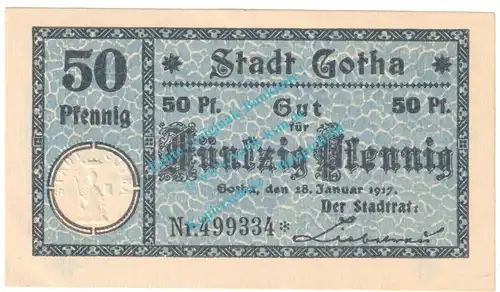 50
Pfennig
* Stadt Gotha *
50 Pf. Gut 50 Pf.
für
Fünfzig Pfennig
Gotha, den 28. Januar 1917.
Der Stadtrat:
Nr. 499334*
Liebetrau